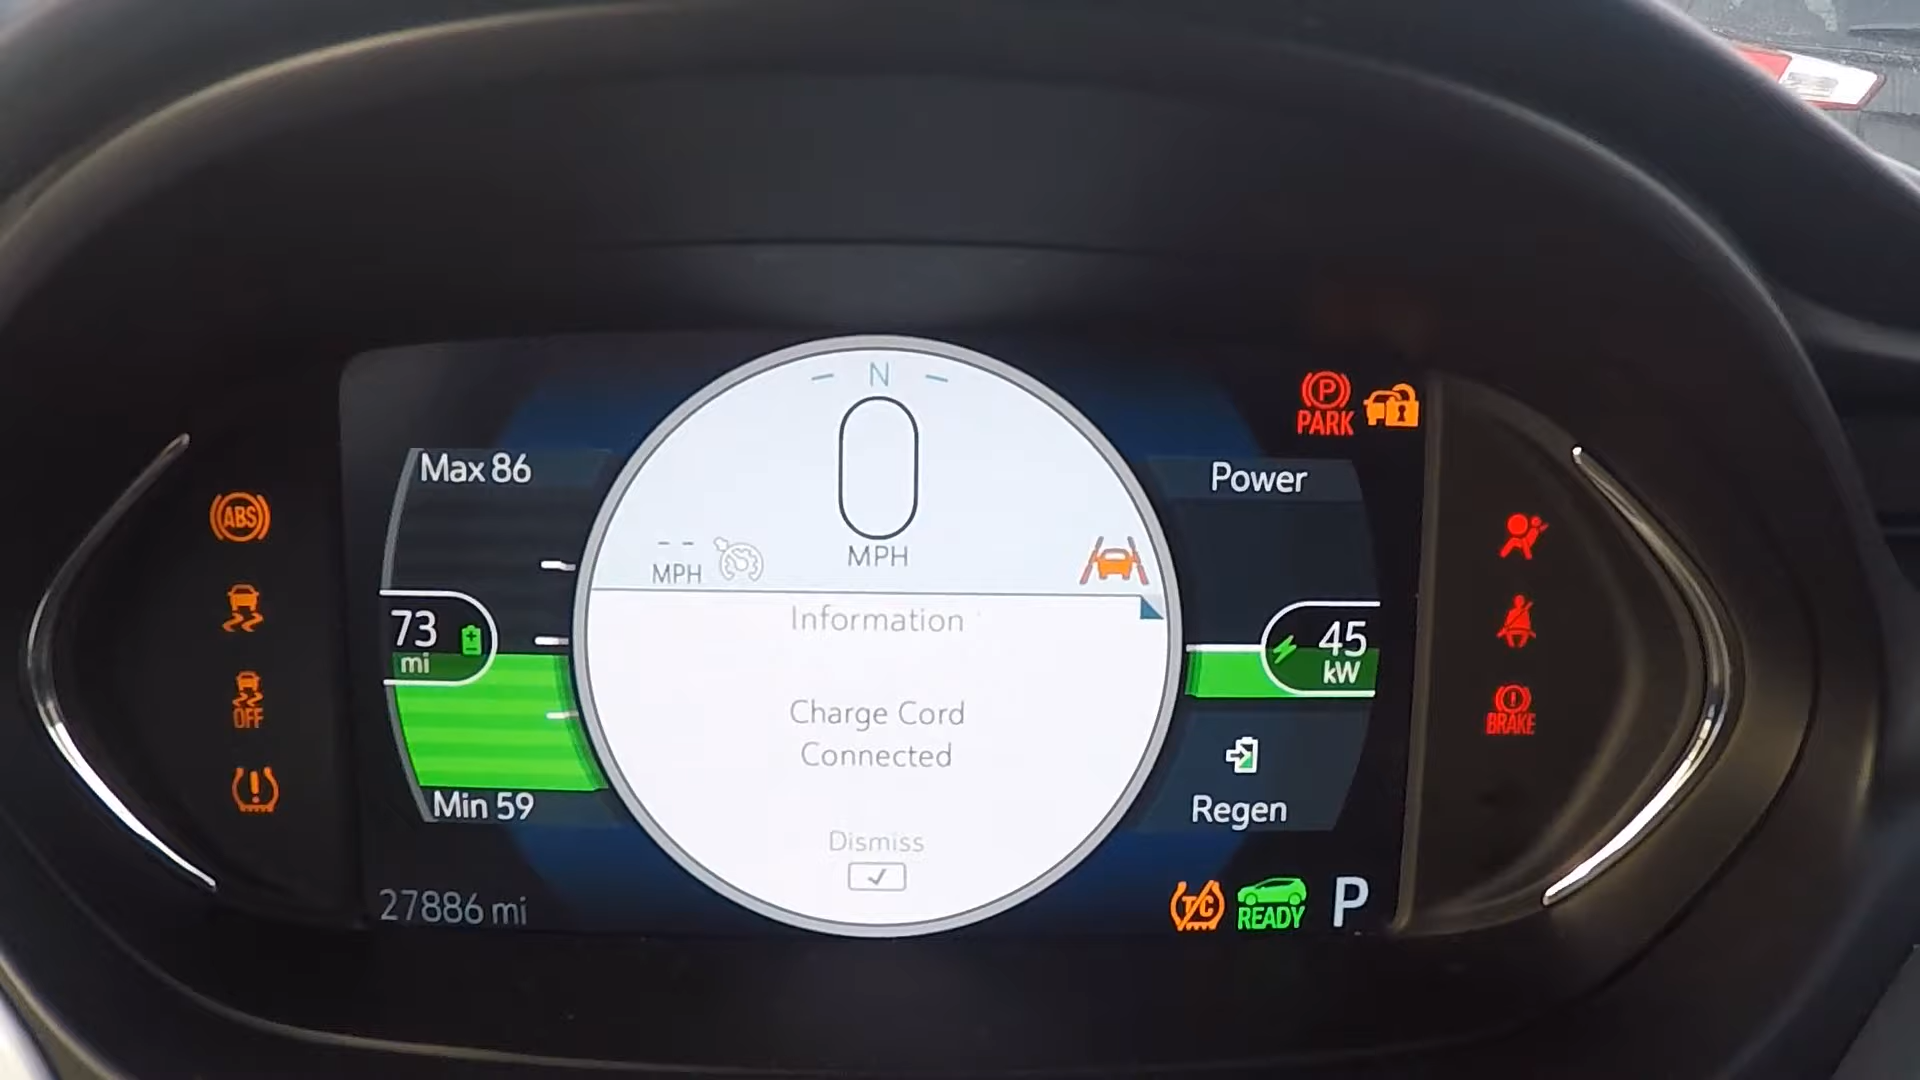 N
PARK
Max 86
Power
ABS
MPH
-- MPH
73
mi
Information
45
kW
Charge Cord
Connected
OFF
BRAKE
Min 59
Regen
Dismiss
27886 mi
T/C
READY
P